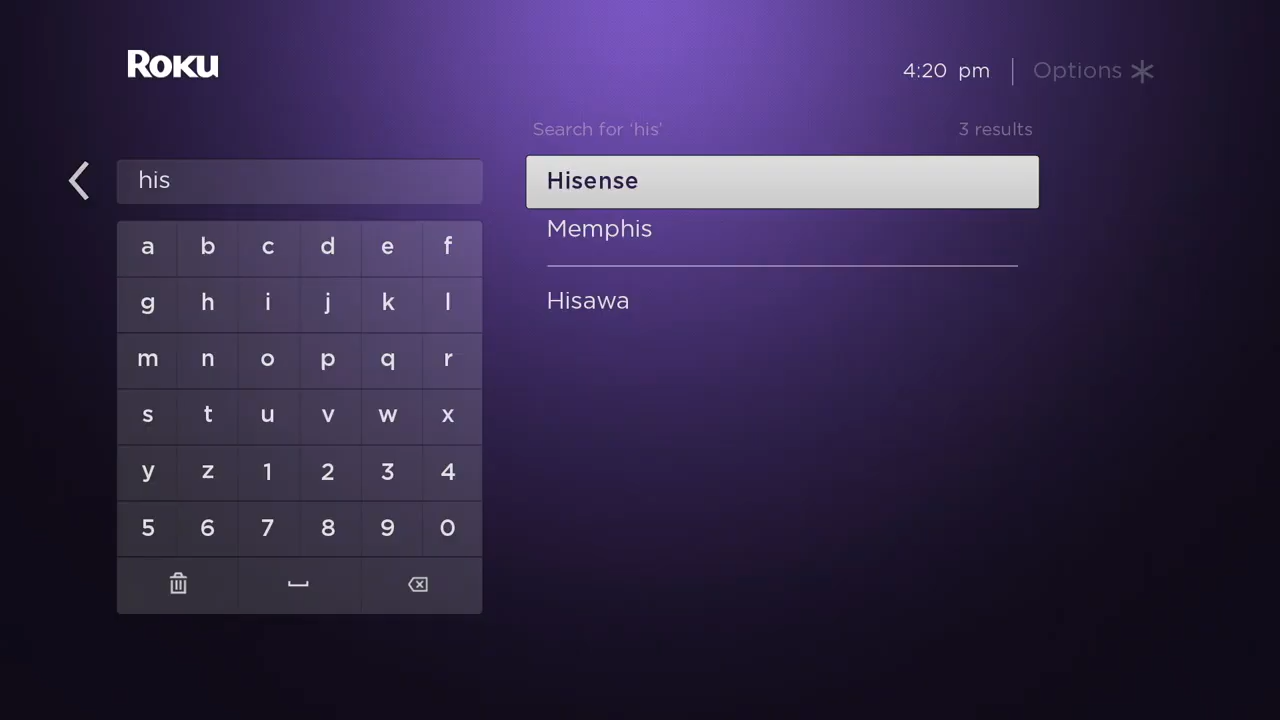 Roku
4:20 pm
Options
Search for 'his'
3 results
his
Hisense
Memphis
Hisawa
a b c d e f
g h i j k l
m n o p q r
s t u v w x
y z 1 2 3 4
5 6 7 8 9 0